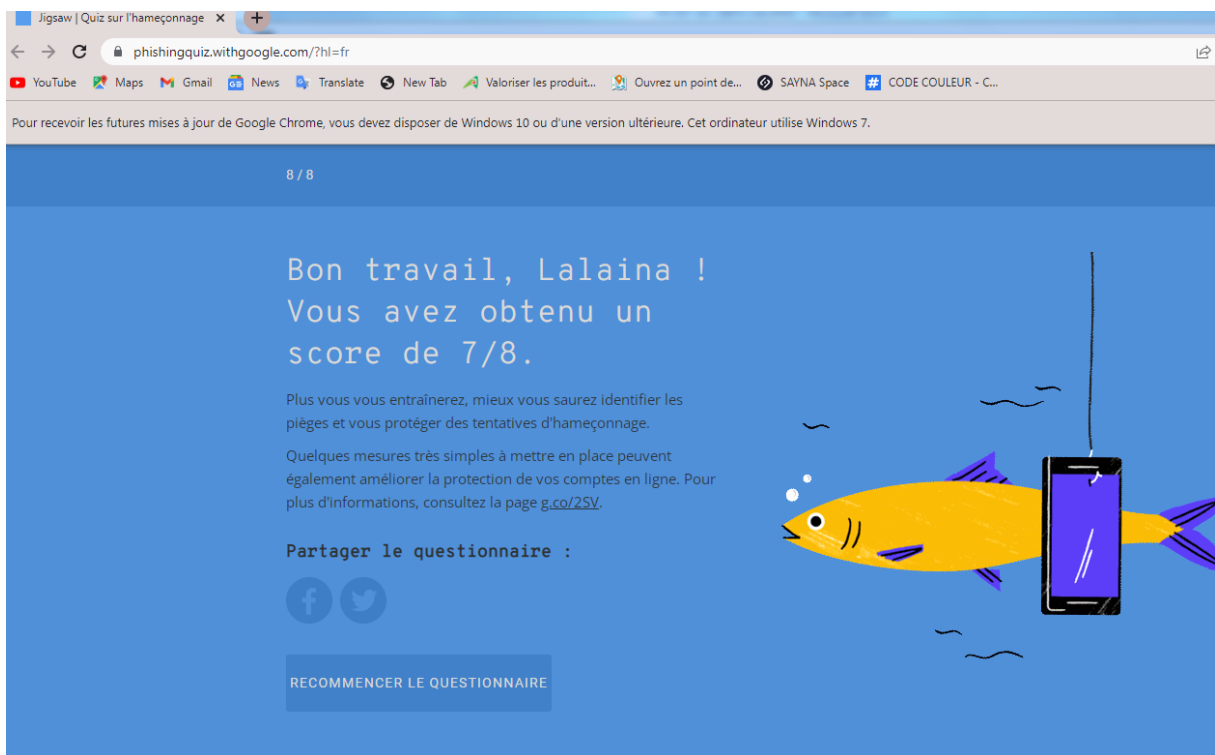 Jigsaw | Quiz sur l'hameçonnage
phishingquiz.withgoogle.com/?hl=fr
YouTube Maps Gmail News Translate New Tab Valoriser les produit... Ouvrez un point de... SAYNA Space CODE COULEUR - C...
Pour recevoir les futures mises à jour de Google Chrome, vous devez disposer de Windows 10 ou d'une version ultérieure. Cet ordinateur utilise Windows 7.
8 / 8
Bon travail, Lalaina !
Vous avez obtenu un
score de 7/8.
Plus vous vous entraînerez, mieux vous saurez identifier les
pièges et vous protéger des tentatives d'hameçonnage.
Quelques mesures très simples à mettre en place peuvent
également améliorer la protection de vos comptes en ligne. Pour
plus d'informations, consultez la page g.co/2SV.
Partager le questionnaire :
RECOMMENCER LE QUESTIONNAIRE